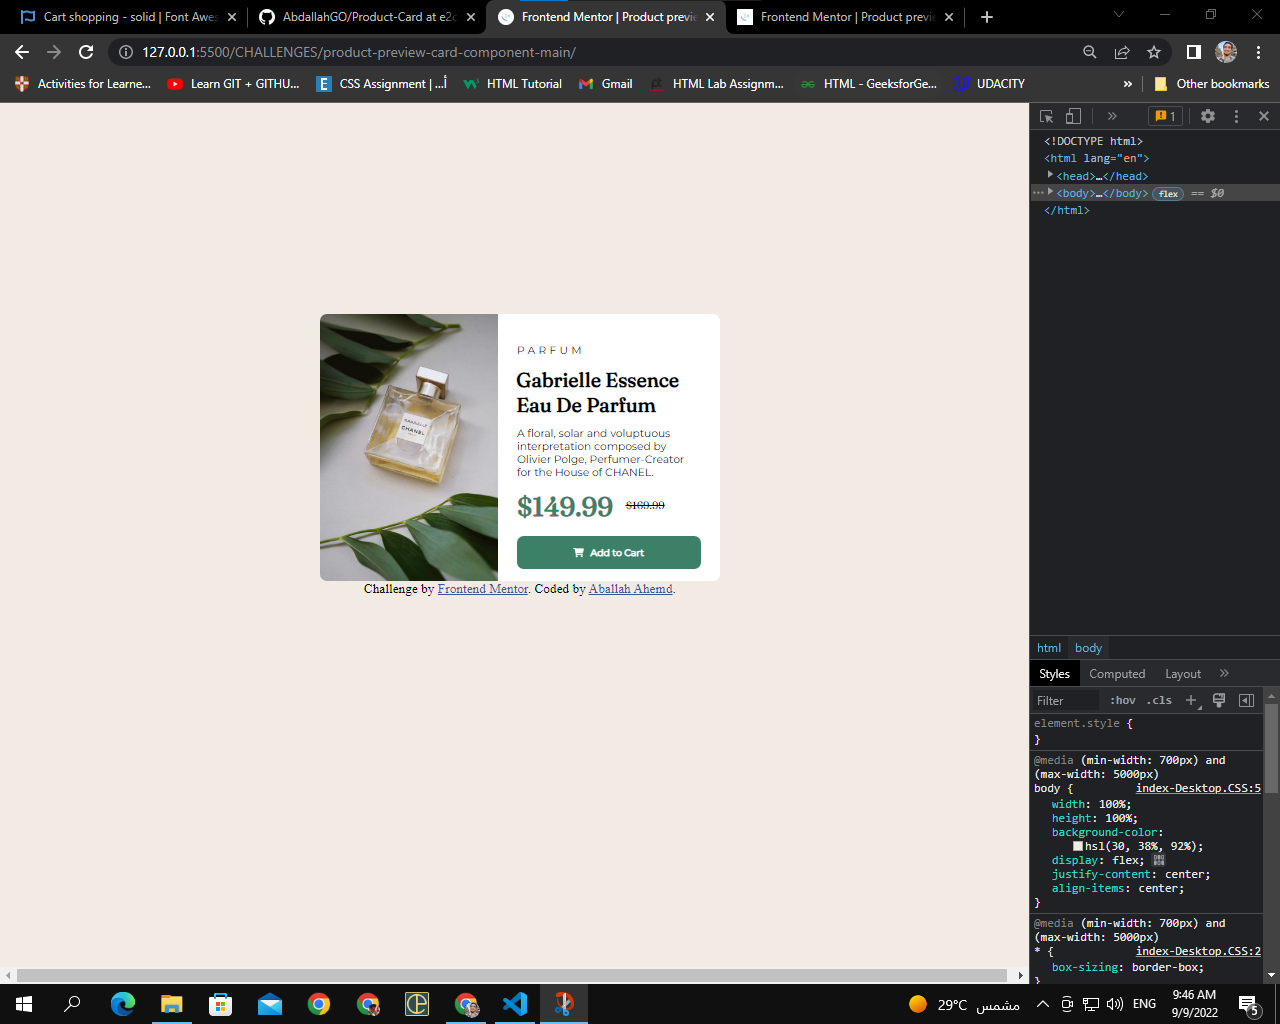 Cart shopping - solid | Font Awes
AbdallahGO/Product-Card at e2c
Frontend Mentor | Product previe
Frontend Mentor | Product previe
127.0.0.1:5500/CHALLENGES/product-preview-card-component-main/
Activities for Learne...
Learn GIT + GITHU...
CSS Assignment | ...أ
HTML Tutorial
Gmail
HTML Lab Assignm...
HTML - GeeksforGe...
UDACITY
»
Other bookmarks
» 1
<!DOCTYPE html>
<html lang="en">
<head>…</head>
<body>…</body> flex == $0
</html>
GABRIELLE
CHANEL
PARFUM
Gabrielle Essence
Eau De Parfum
A floral, solar and voluptuous
interpretation composed by
Olivier Polge, Perfumer-Creator
for the House of CHANEL.
$149.99 $169.99
Add to Cart
Challenge by Frontend Mentor. Coded by Aballah Ahemd.
html body
Styles Computed Layout »
Filter :hov .cls +
element.style {
}
@media (min-width: 700px) and
(max-width: 5000px)
body { index-Desktop.CSS:5
width: 100%;
height: 100%;
background-color:
hsl(30, 38%, 92%);
display: flex;
justify-content: center;
align-items: center;
}
@media (min-width: 700px) and
(max-width: 5000px)
* { index-Desktop.CSS:2
box-sizing: border-box;
}
29°C مشمس
ENG
9:46 AM
9/9/2022
5